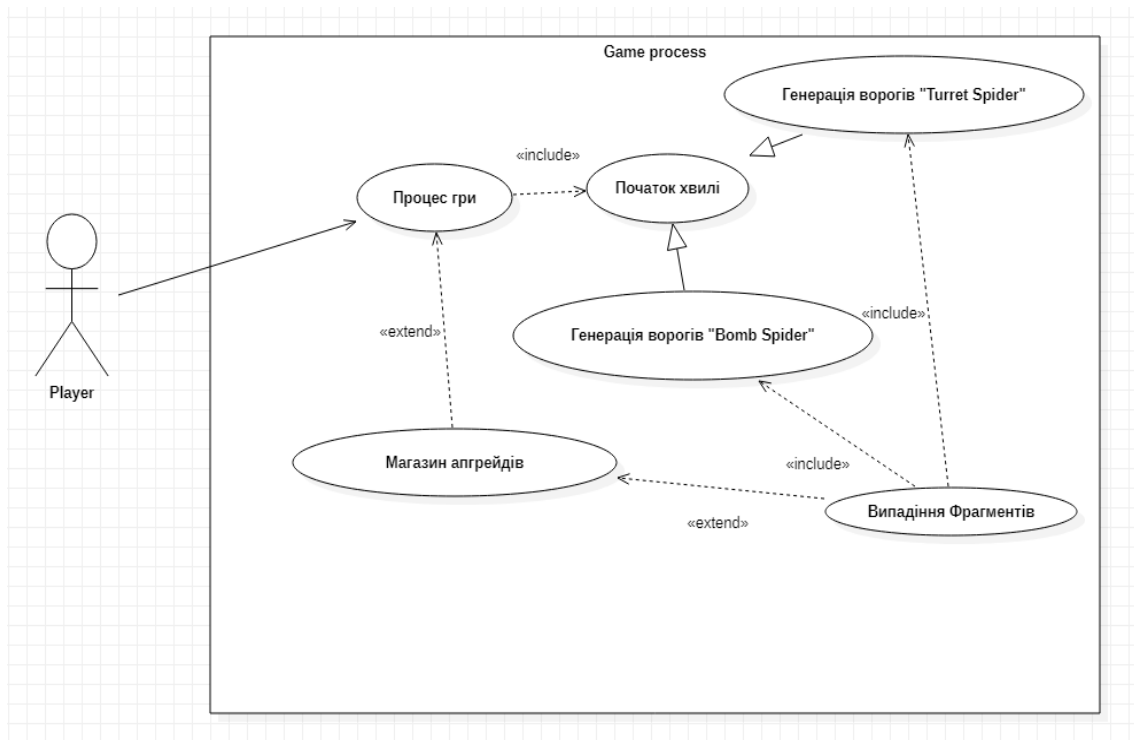 Game process
Генерація ворогів "Turret Spider"
«include»
Початок хвилі
Процес гри
«include»
«extend»
Генерація ворогів "Bomb Spider"
Player
Магазин апгрейдів
«include»
Випадіння Фрагментів
«extend»